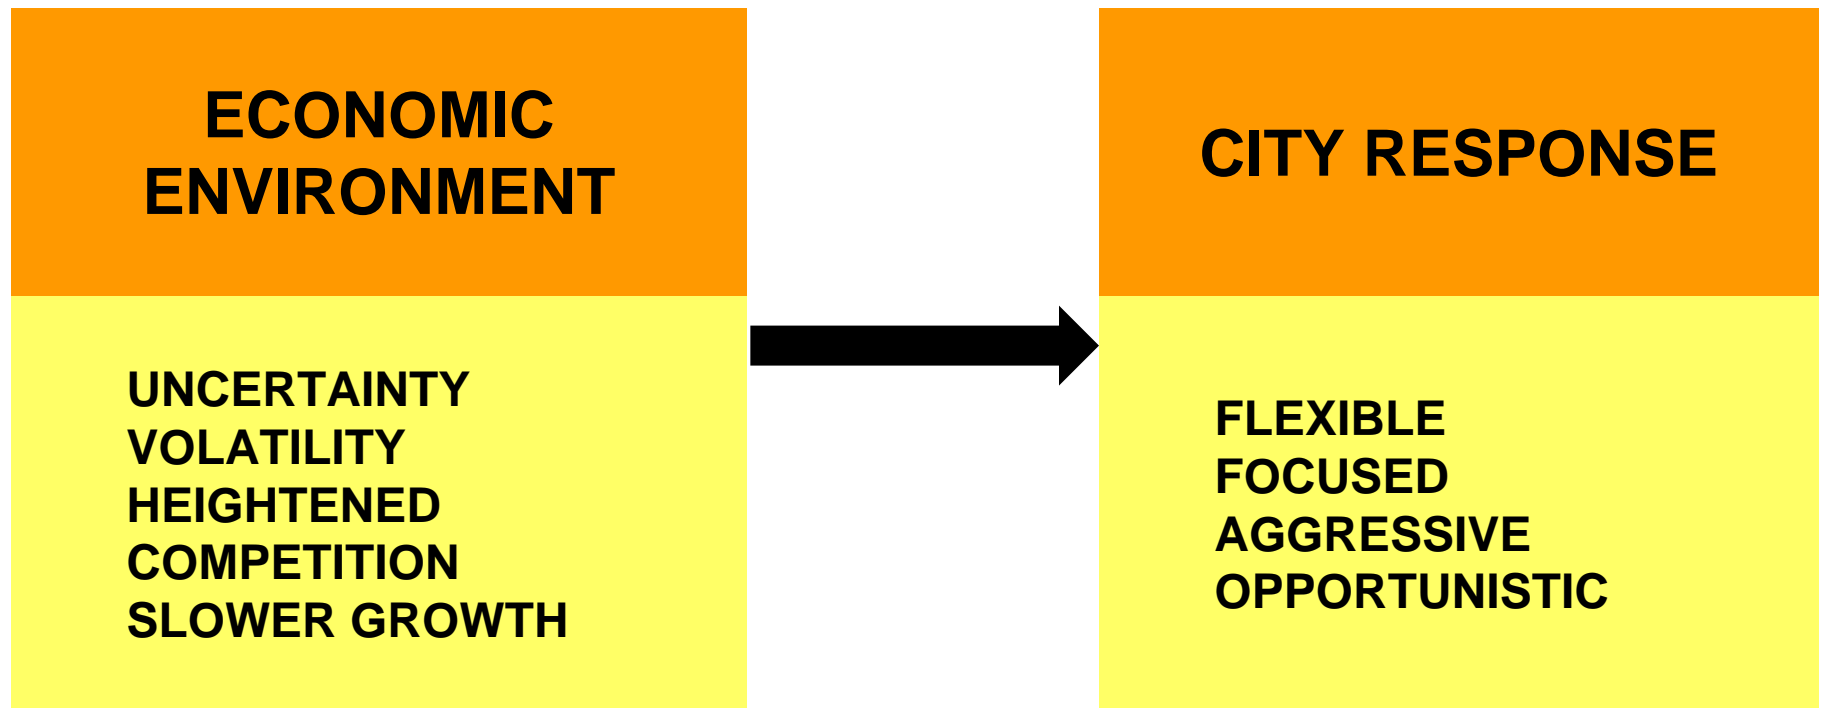 ECONOMIC
ENVIRONMENT
UNCERTAINTY
VOLATILITY
HEIGHTENED
COMPETITION
SLOWER GROWTH
CITY RESPONSE
FLEXIBLE
FOCUSED
AGGRESSIVE
OPPORTUNISTIC